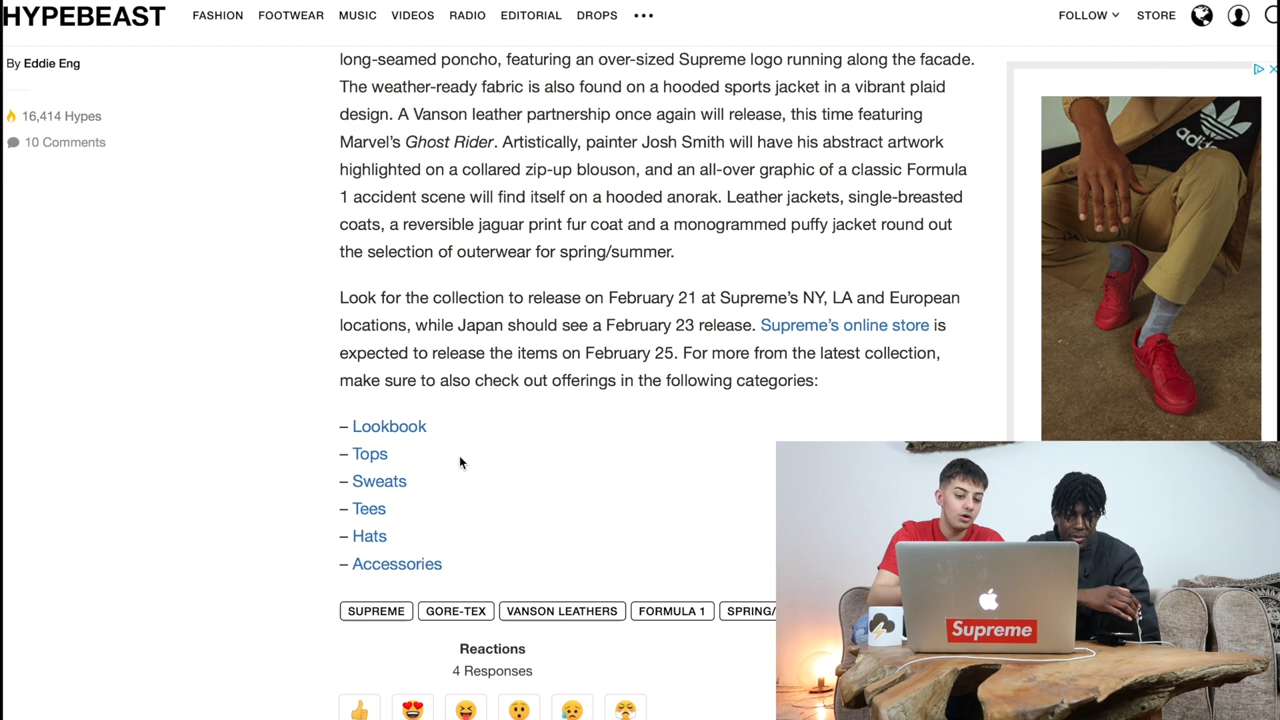 HYPEBEAST
FASHION FOOTWEAR MUSIC VIDEOS RADIO EDITORIAL DROPS •••
FOLLOW STORE
By Eddie Eng
16,414 Hypes
10 Comments
long-seamed poncho, featuring an over-sized Supreme logo running along the facade.
The weather-ready fabric is also found on a hooded sports jacket in a vibrant plaid
design. A Vanson leather partnership once again will release, this time featuring
Marvel's Ghost Rider. Artistically, painter Josh Smith will have his abstract artwork
highlighted on a collared zip-up blouson, and an all-over graphic of a classic Formula
1 accident scene will find itself on a hooded anorak. Leather jackets, single-breasted
coats, a reversible jaguar print fur coat and a monogrammed puffy jacket round out
the selection of outerwear for spring/summer.
Look for the collection to release on February 21 at Supreme's NY, LA and European
locations, while Japan should see a February 23 release. Supreme's online store is
expected to release the items on February 25. For more from the latest collection,
make sure to also check out offerings in the following categories:
– Lookbook
– Tops
– Sweats
– Tees
– Hats
– Accessories
SUPREME GORE-TEX VANSON LEATHERS FORMULA 1 SPRING/
Reactions
4 Responses
adidas
Supreme